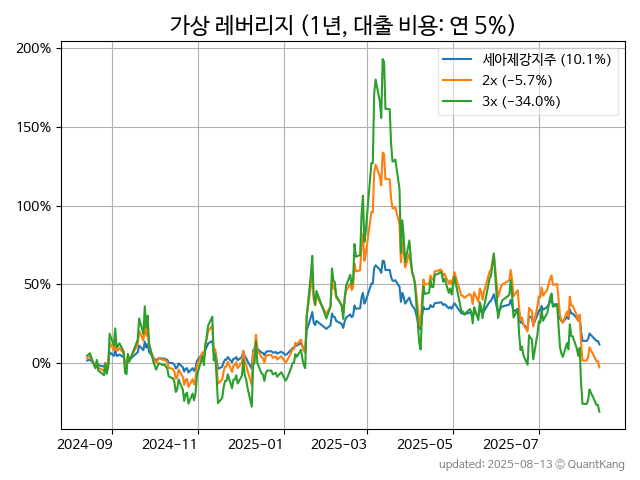 가상 레버리지 (1년, 대출 비용: 연 5%)
200%
150%
100%
50%
0%
세아제강지주 (10.1%)
2x (-5.7%)
3x (-34.0%)
2024-09 2024-11 2025-01 2025-03 2025-05 2025-07
updated: 2025-08-13 ⓒ QuantKang